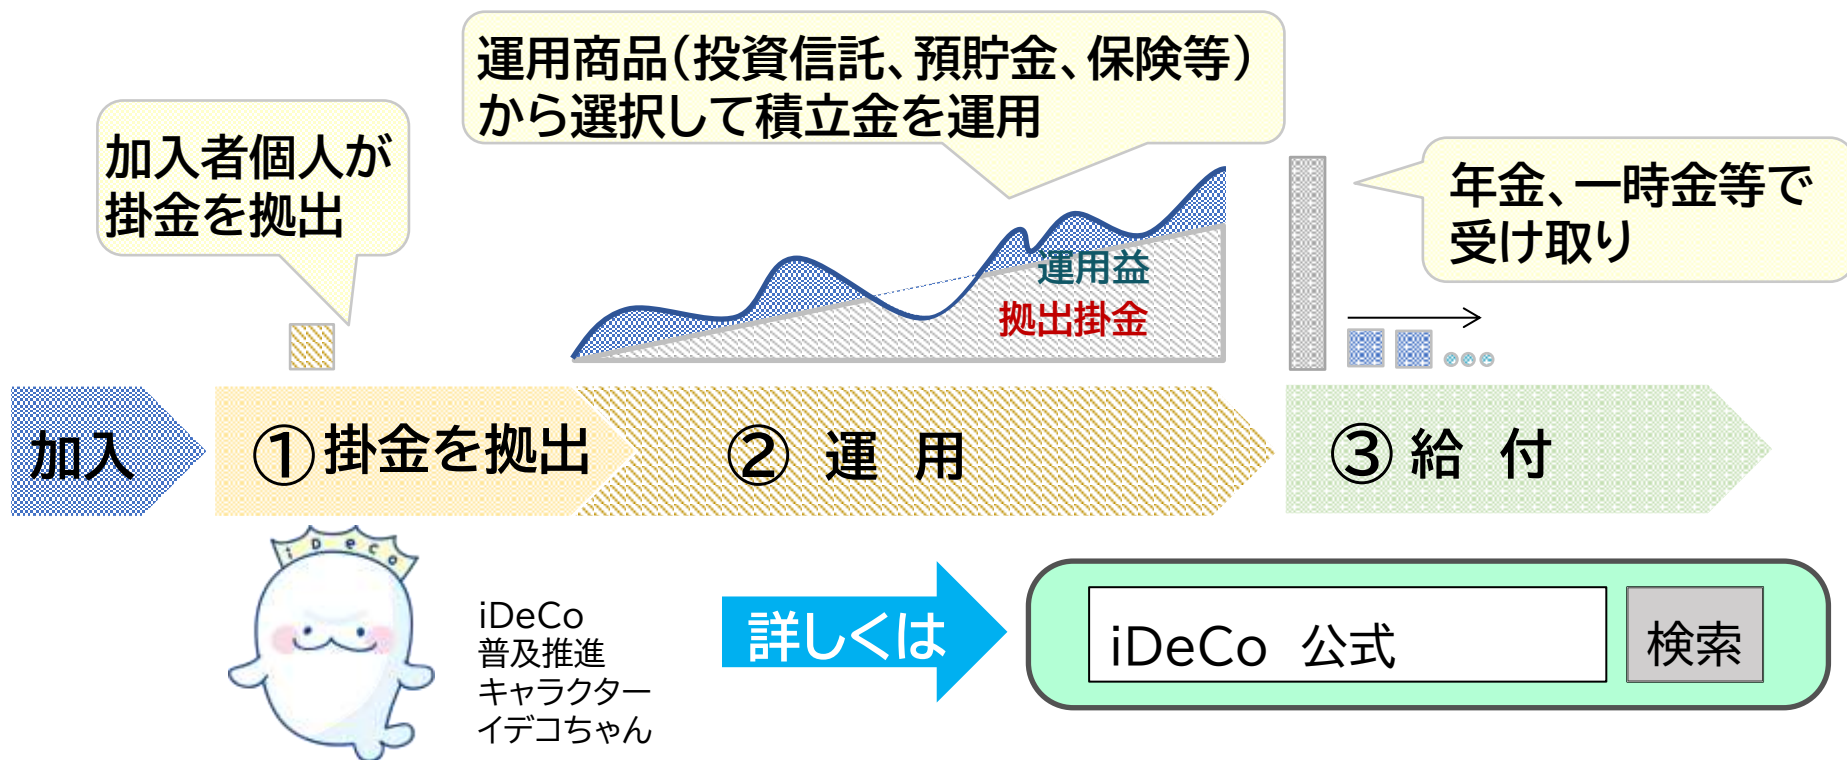 運用商品（投資信託、預貯金、保険等）
から選択して積立金を運用
加入者個人が
掛金を拠出
年金、一時金等で
受け取り
運用益
拠出掛金
加入
①掛金を拠出
② 運 用
③給 付
iDeCo
iDeCo
普及推進
キャラクター
イデコちゃん
詳しくは
iDeCo 公式
検索